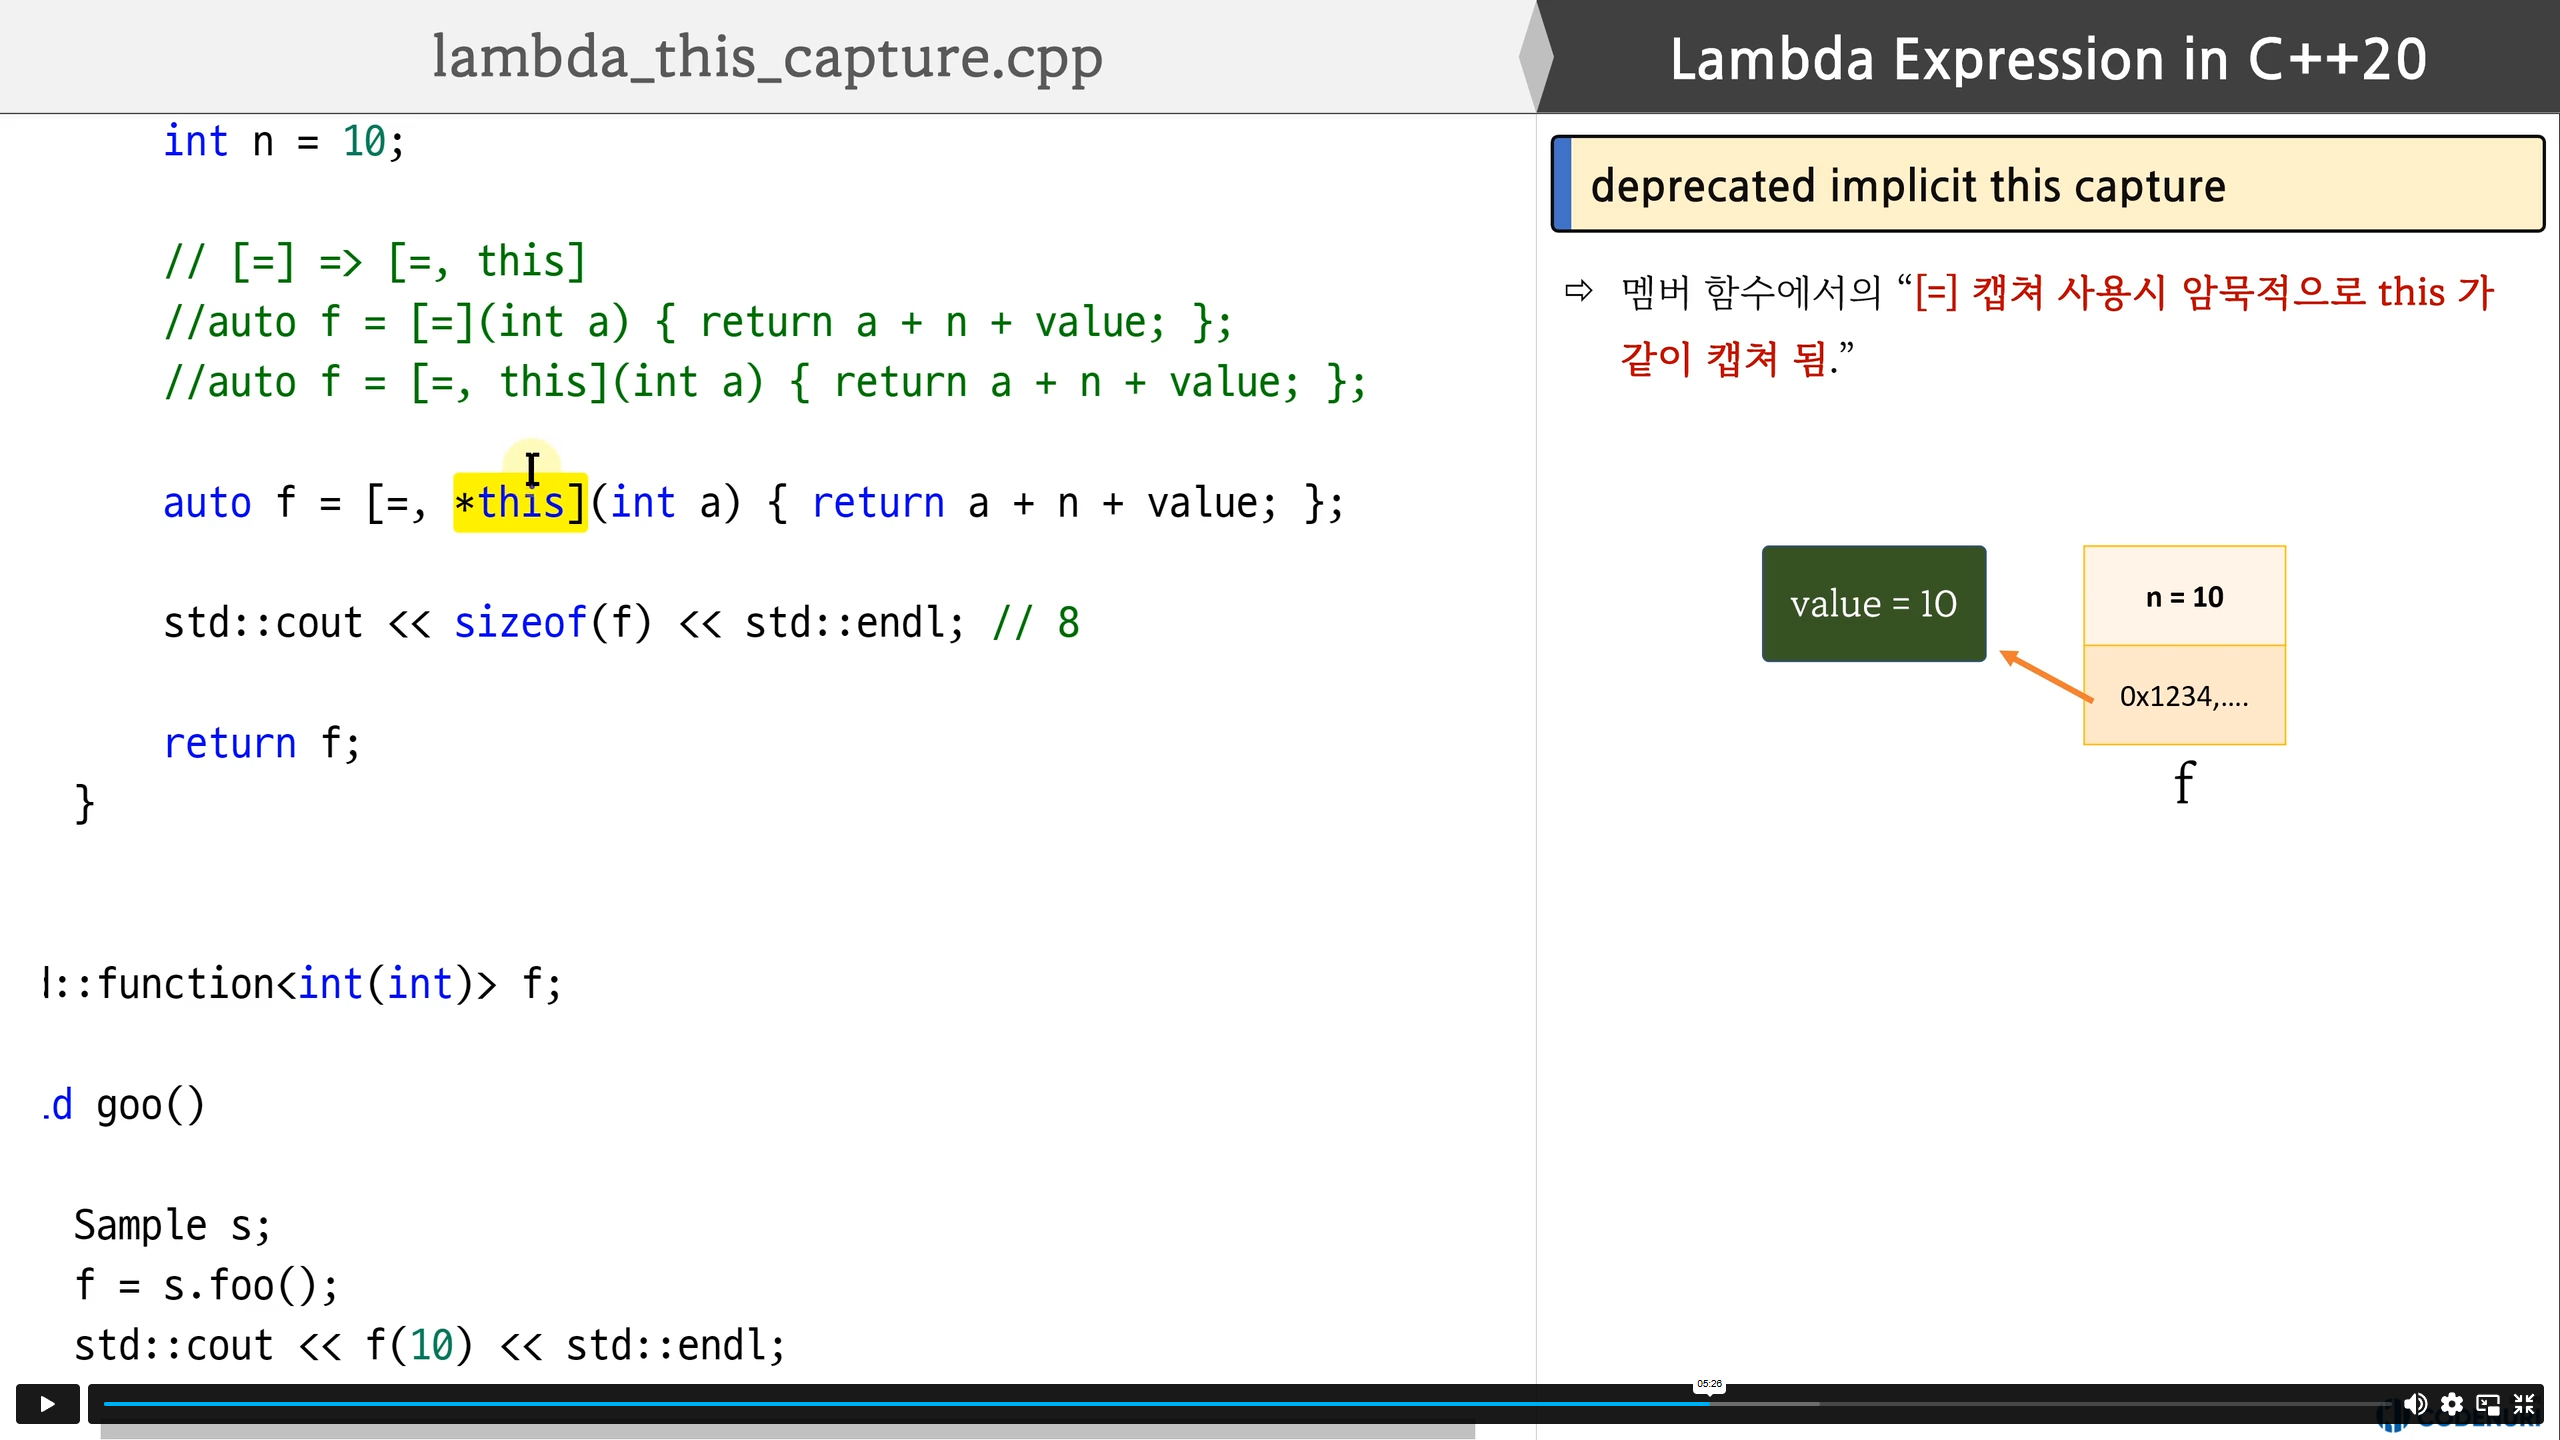 lambda_this_capture.cpp
Lambda Expression in C++20
int n = 10;
// [=] => [=, this]
//auto f = [=](int a) { return a + n + value; };
//auto f = [=, this](int a) { return a + n + value; };
auto f = [=, *this](int a) { return a + n + value; };
std::cout << sizeof(f) << std::endl; // 8
return f;
}
::function<int(int)> f;
d goo()
Sample s;
f = s.foo();
std::cout << f(10) << std::endl;
deprecated implicit this capture
⇨ 멤버 함수에서의 “[=] 캡쳐 사용시 암묵적으로 this 가
같이 캡쳐 됨.”
value = 10
n = 10
0x1234,....
f
05:26